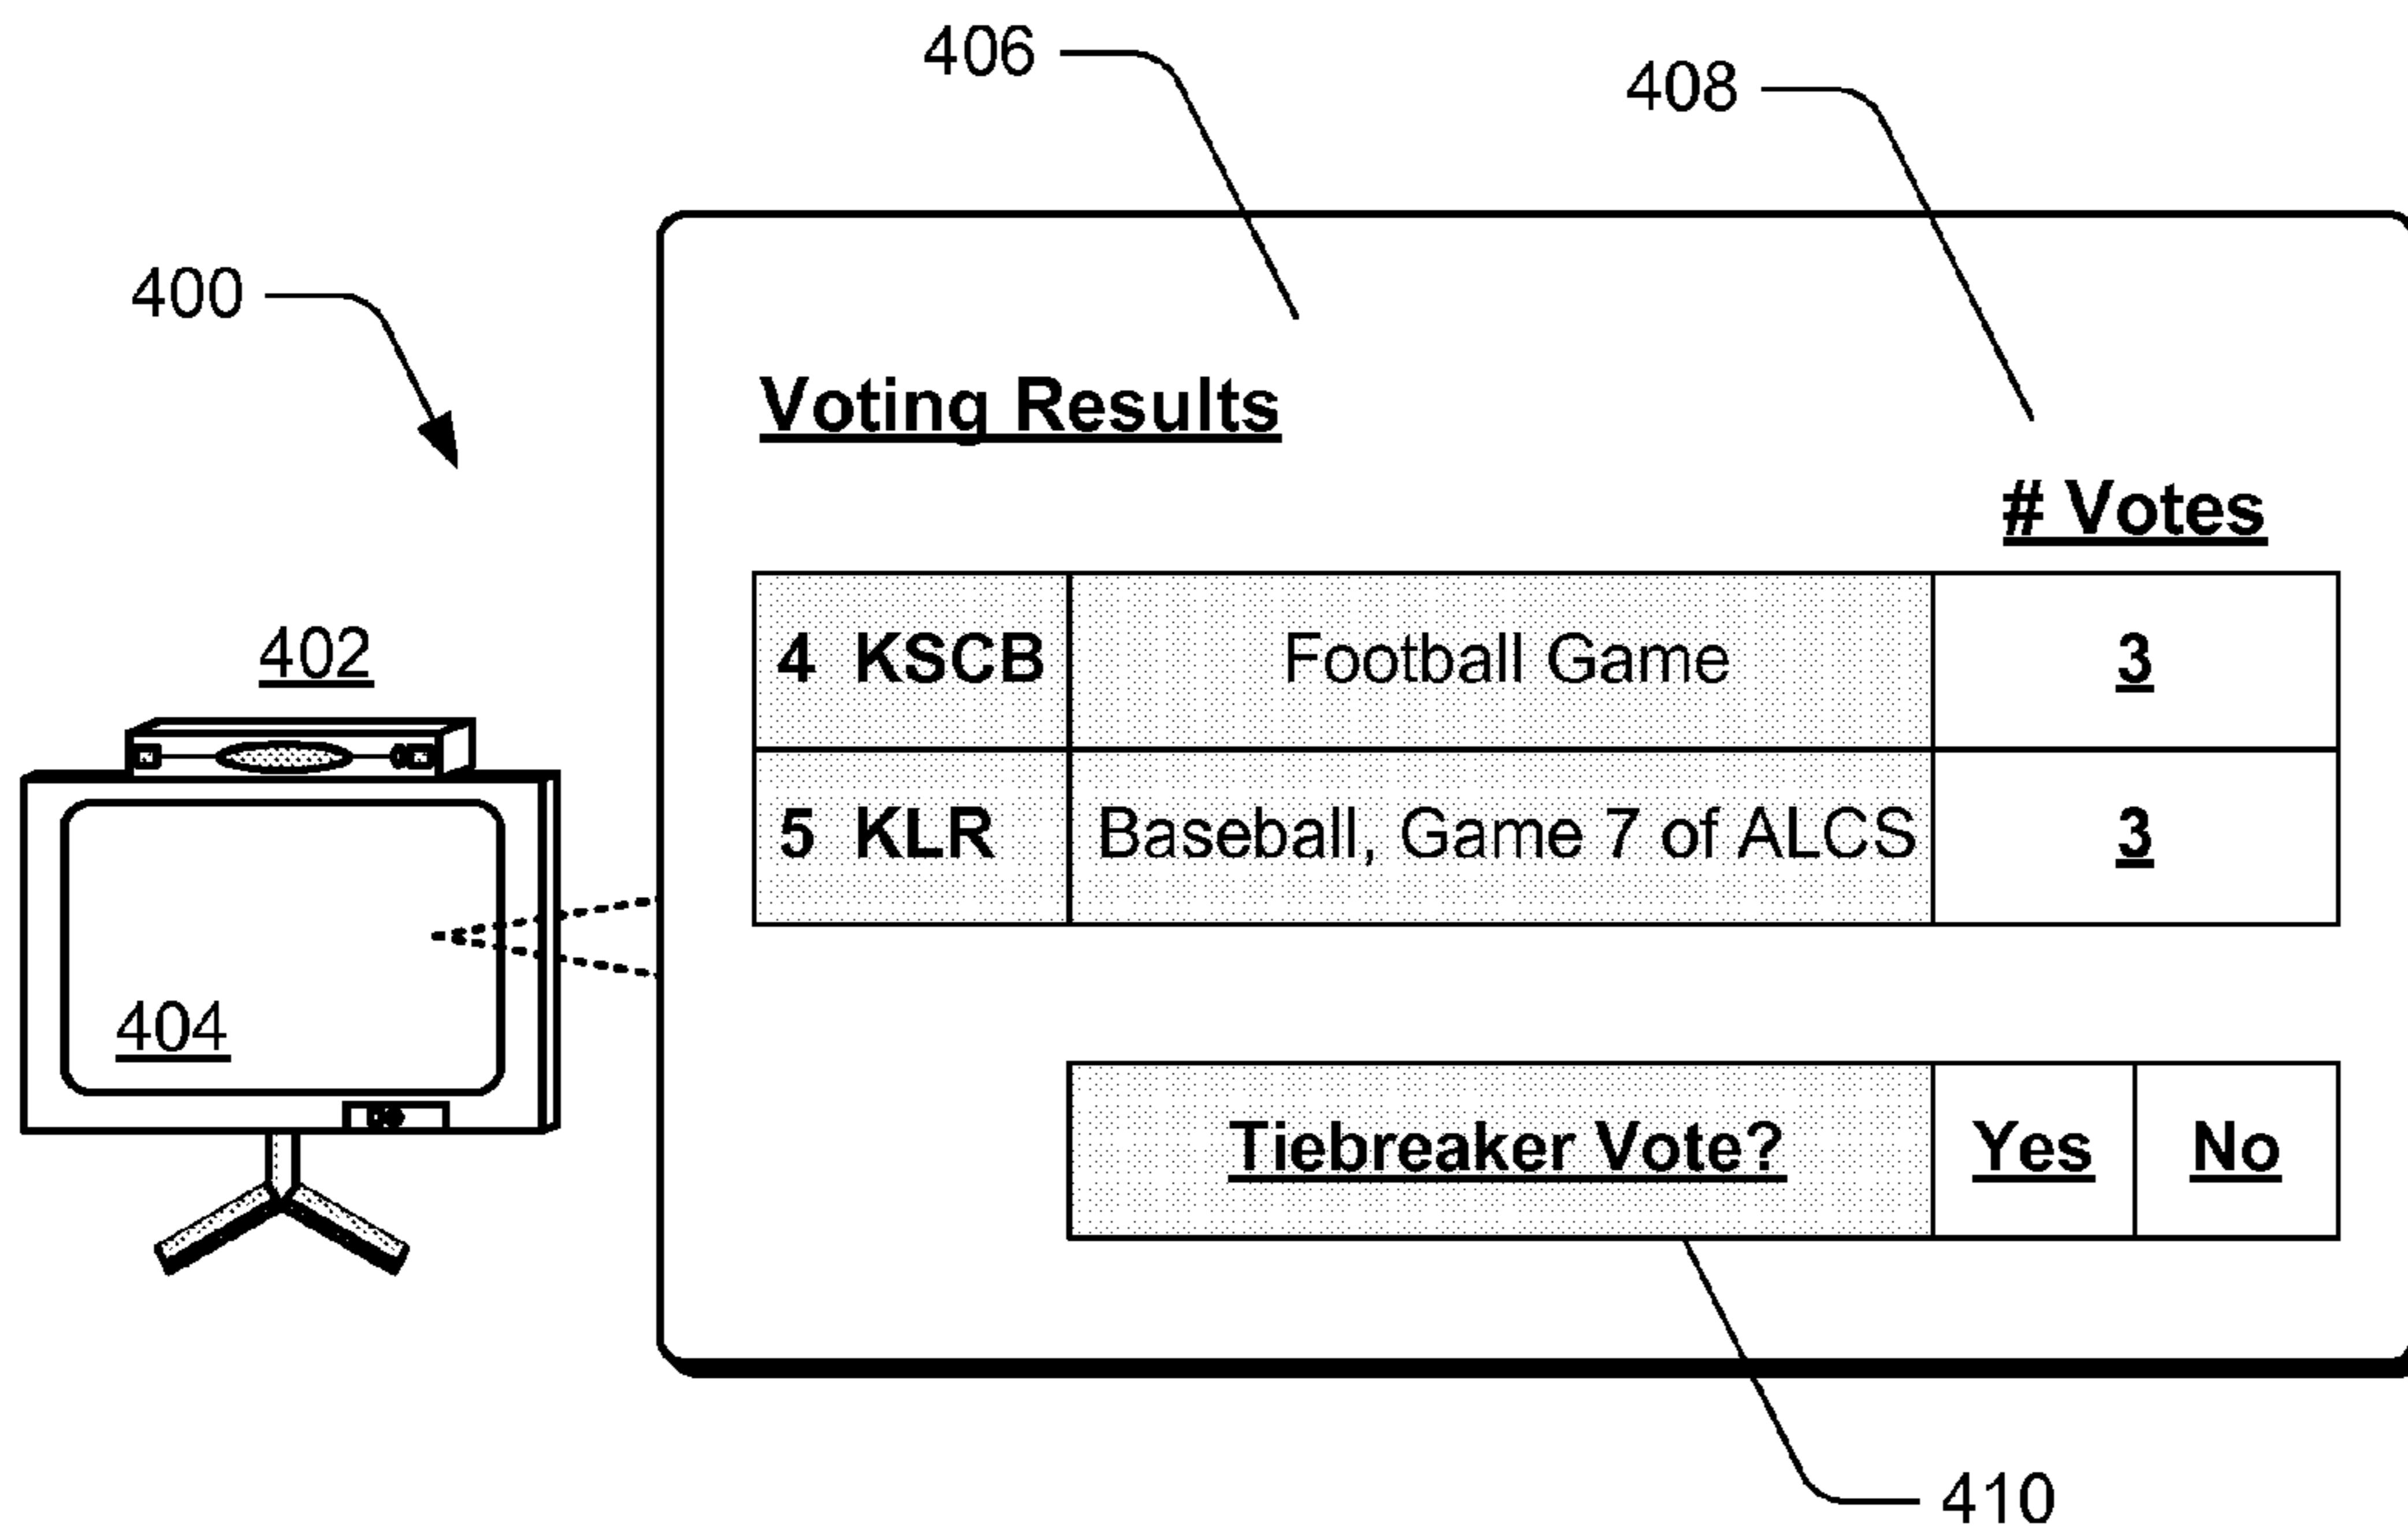 406
408
400
Voting Results
# Votes
402
4 KSCB Football Game 3
5 KLR Baseball, Game 7 of ALCS 3
404
Tiebreaker Vote? Yes No
410